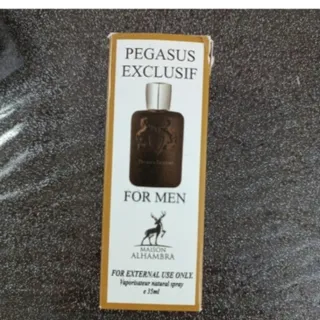 PEGASUS
EXCLUSIF
FOR MEN
MAISON
ALHAMBRA
FOR EXTERNAL USE ONLY.
Vaporisateur natural spray
e 35ml